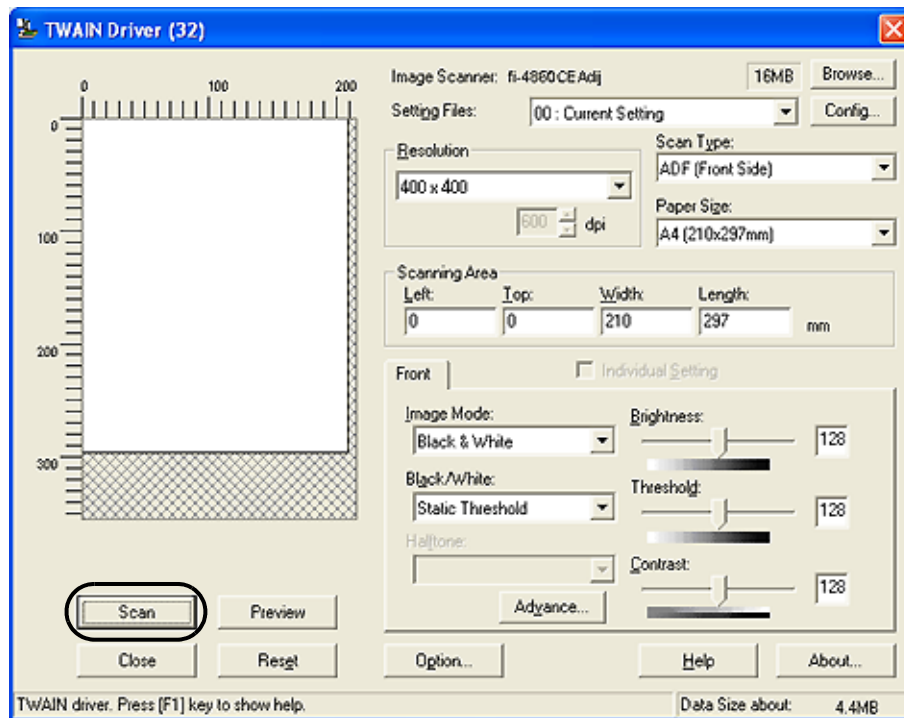 TWAIN Driver (32)
Image Scanner: fi-4860CEAdij 16MB Browse...
Setting Files: 00 : Current Setting Config...
0 100 200
0
100
200
300
Resolution
400 x 400
600 dpi
Scan Type:
ADF (Front Side)
Paper Size:
A4 (210x297mm)
Scanning Area
Left: Top: Width: Length:
0 0 210 297 mm
Front Individual Setting
Image Mode:
Black & White
Black/White:
Static Threshold
Halftone:
Advance...
Brightness:
128
Threshold:
128
Contrast:
128
Scan Preview
Close Reset Option... Help About...
TWAIN driver. Press [F1] key to show help. Data Size about: 4.4MB